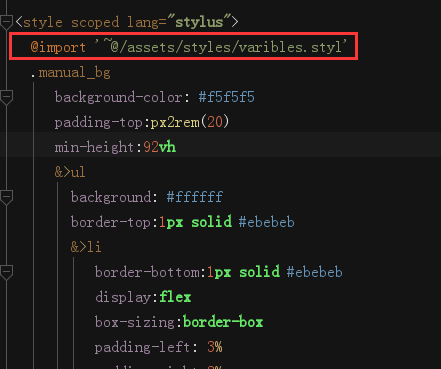 <style scoped lang="stylus">
@import '~@/assets/styles/varibles.styl'
.manual_bg
background-color: #f5f5f5
padding-top:px2rem(20)
min-height:92vh
&>ul
background: #ffffff
border-top:1px solid #ebebeb
&>li
border-bottom:1px solid #ebebeb
display:flex
box-sizing:border-box
padding-left: 3%